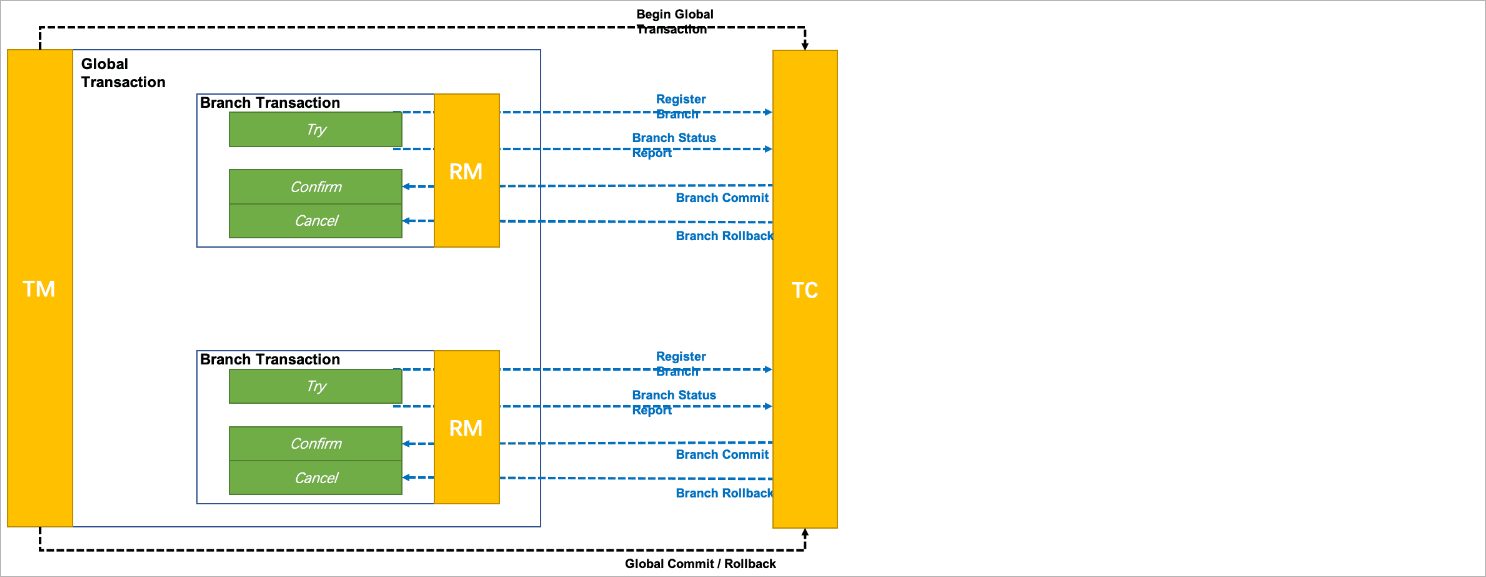 Begin Global
Transaction
Global
Transaction
Branch Transaction
Try
Confirm
Cancel
RM
Register
Branch
Branch Status
Report
Branch Commit
Branch Rollback
TM
TC
Branch Transaction
Try
Confirm
Cancel
RM
Register
Branch
Branch Status
Report
Branch Commit
Branch Rollback
Global Commit / Rollback